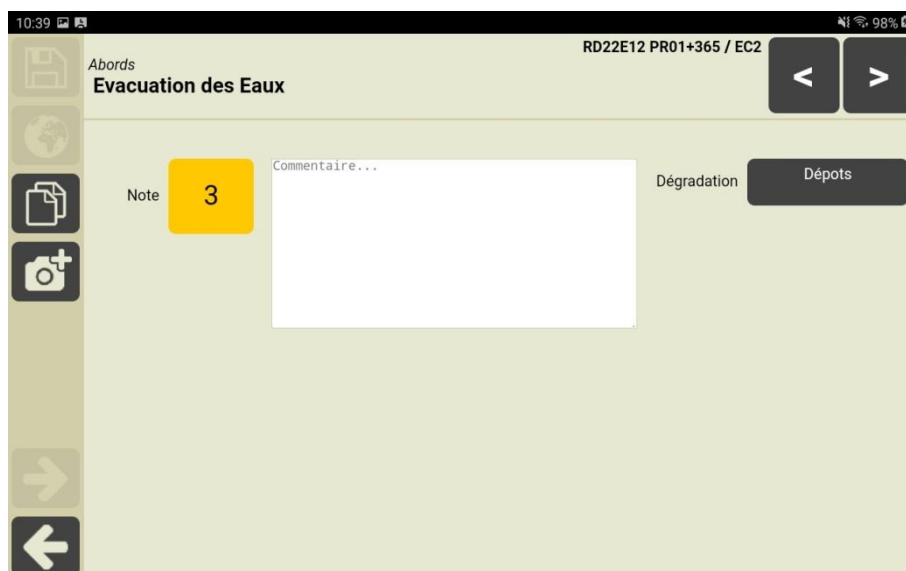 10:39
98%
RD22E12 PR01+365 / EC2
Abords
Evacuation des Eaux
< >
Note
3
Commentaire...
Dégradation
Dépots